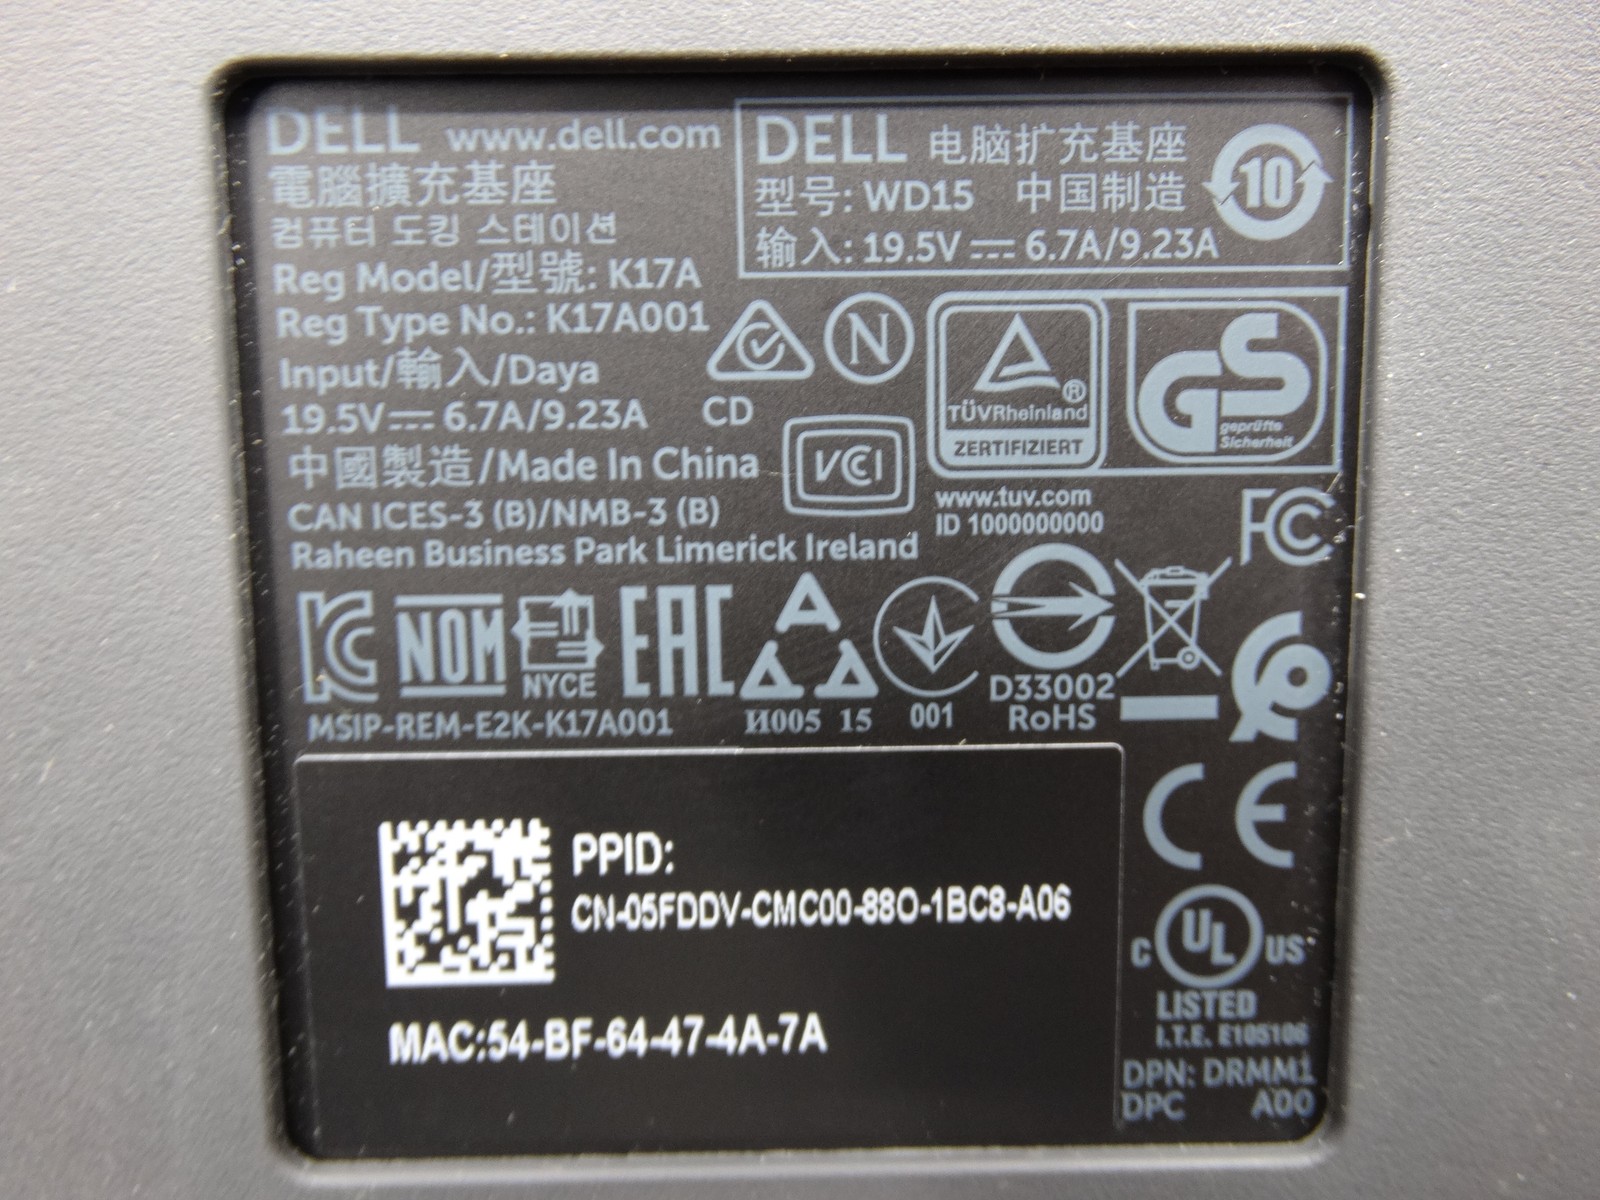 DELL www.dell.com
電腦擴充基座
컴퓨터 도킹 스테이션
Reg Model/型號: K17A
Reg Type No.: K17A001
Input/輸入/Daya
19.5V⎓6.7A/9.23A
中國製造/Made In China
CAN ICES-3 (B)/NMB-3 (B)
Raheen Business Park Limerick Ireland
DELL 电脑扩充基座
型号: WD15 中国制造
输入: 19.5V⎓6.7A/9.23A
10
N
CD
VCI
TÜVRheinland®
ZERTIFIZIERT
GS
geprüfte
Sicherheit
www.tuv.com
ID 1000000000
FC
KC NOM NYCE EAC
MSIP-REM-E2K-K17A001
И005 15
001
D33002
RoHS
CE
C UL US
LISTED
I.T.E. E105106
DPN: DRMM1
DPC A00
PPID:
CN-05FDDV-CMC00-88O-1BC8-A06
MAC:54-BF-64-47-4A-7A